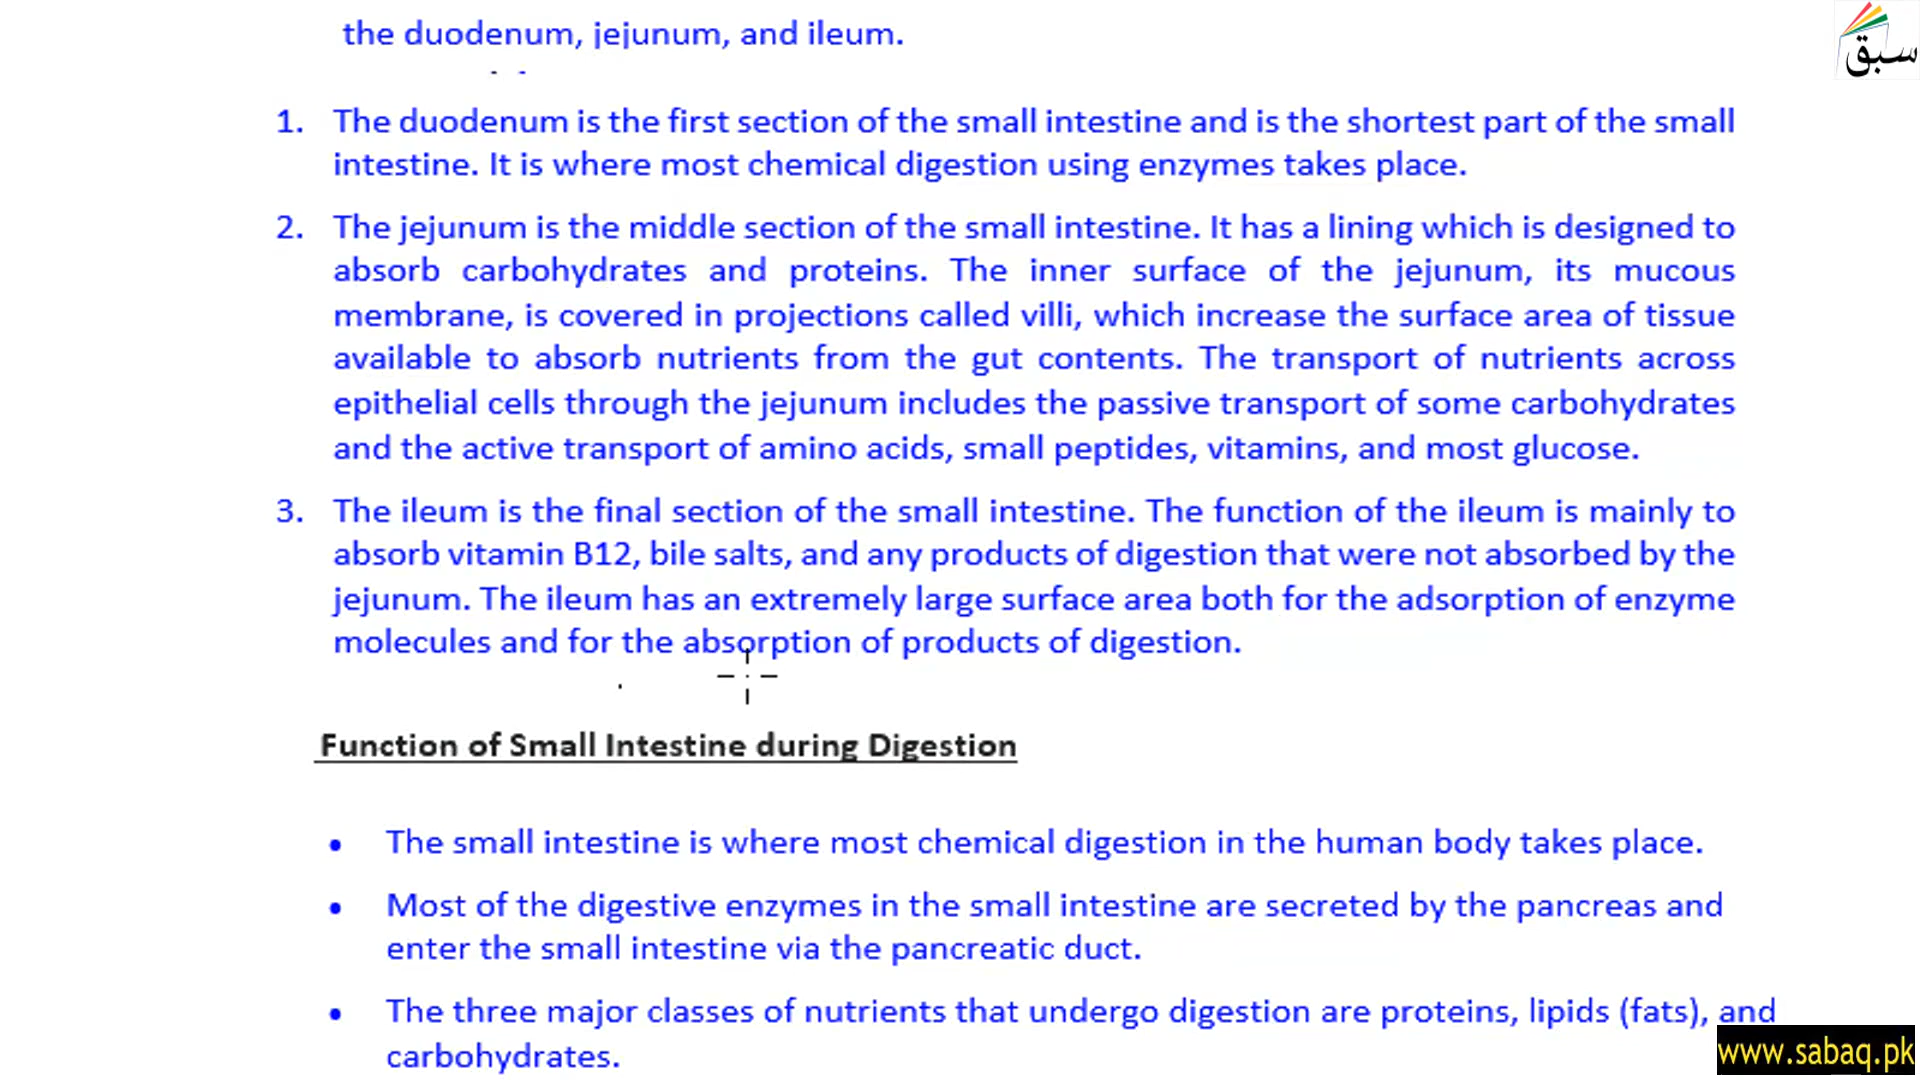 the duodenum, jejunum, and ileum.
سبق
1. The duodenum is the first section of the small intestine and is the shortest part of the small
intestine. It is where most chemical digestion using enzymes takes place.
2. The jejunum is the middle section of the small intestine. It has a lining which is designed to
absorb carbohydrates and proteins. The inner surface of the jejunum, its mucous
membrane, is covered in projections called villi, which increase the surface area of tissue
available to absorb nutrients from the gut contents. The transport of nutrients across
epithelial cells through the jejunum includes the passive transport of some carbohydrates
and the active transport of amino acids, small peptides, vitamins, and most glucose.
3. The ileum is the final section of the small intestine. The function of the ileum is mainly to
absorb vitamin B12, bile salts, and any products of digestion that were not absorbed by the
jejunum. The ileum has an extremely large surface area both for the adsorption of enzyme
molecules and for the absorption of products of digestion.
Function of Small Intestine during Digestion
• The small intestine is where most chemical digestion in the human body takes place.
• Most of the digestive enzymes in the small intestine are secreted by the pancreas and
enter the small intestine via the pancreatic duct.
• The three major classes of nutrients that undergo digestion are proteins, lipids (fats), and
carbohydrates.
www.sabaq.pk